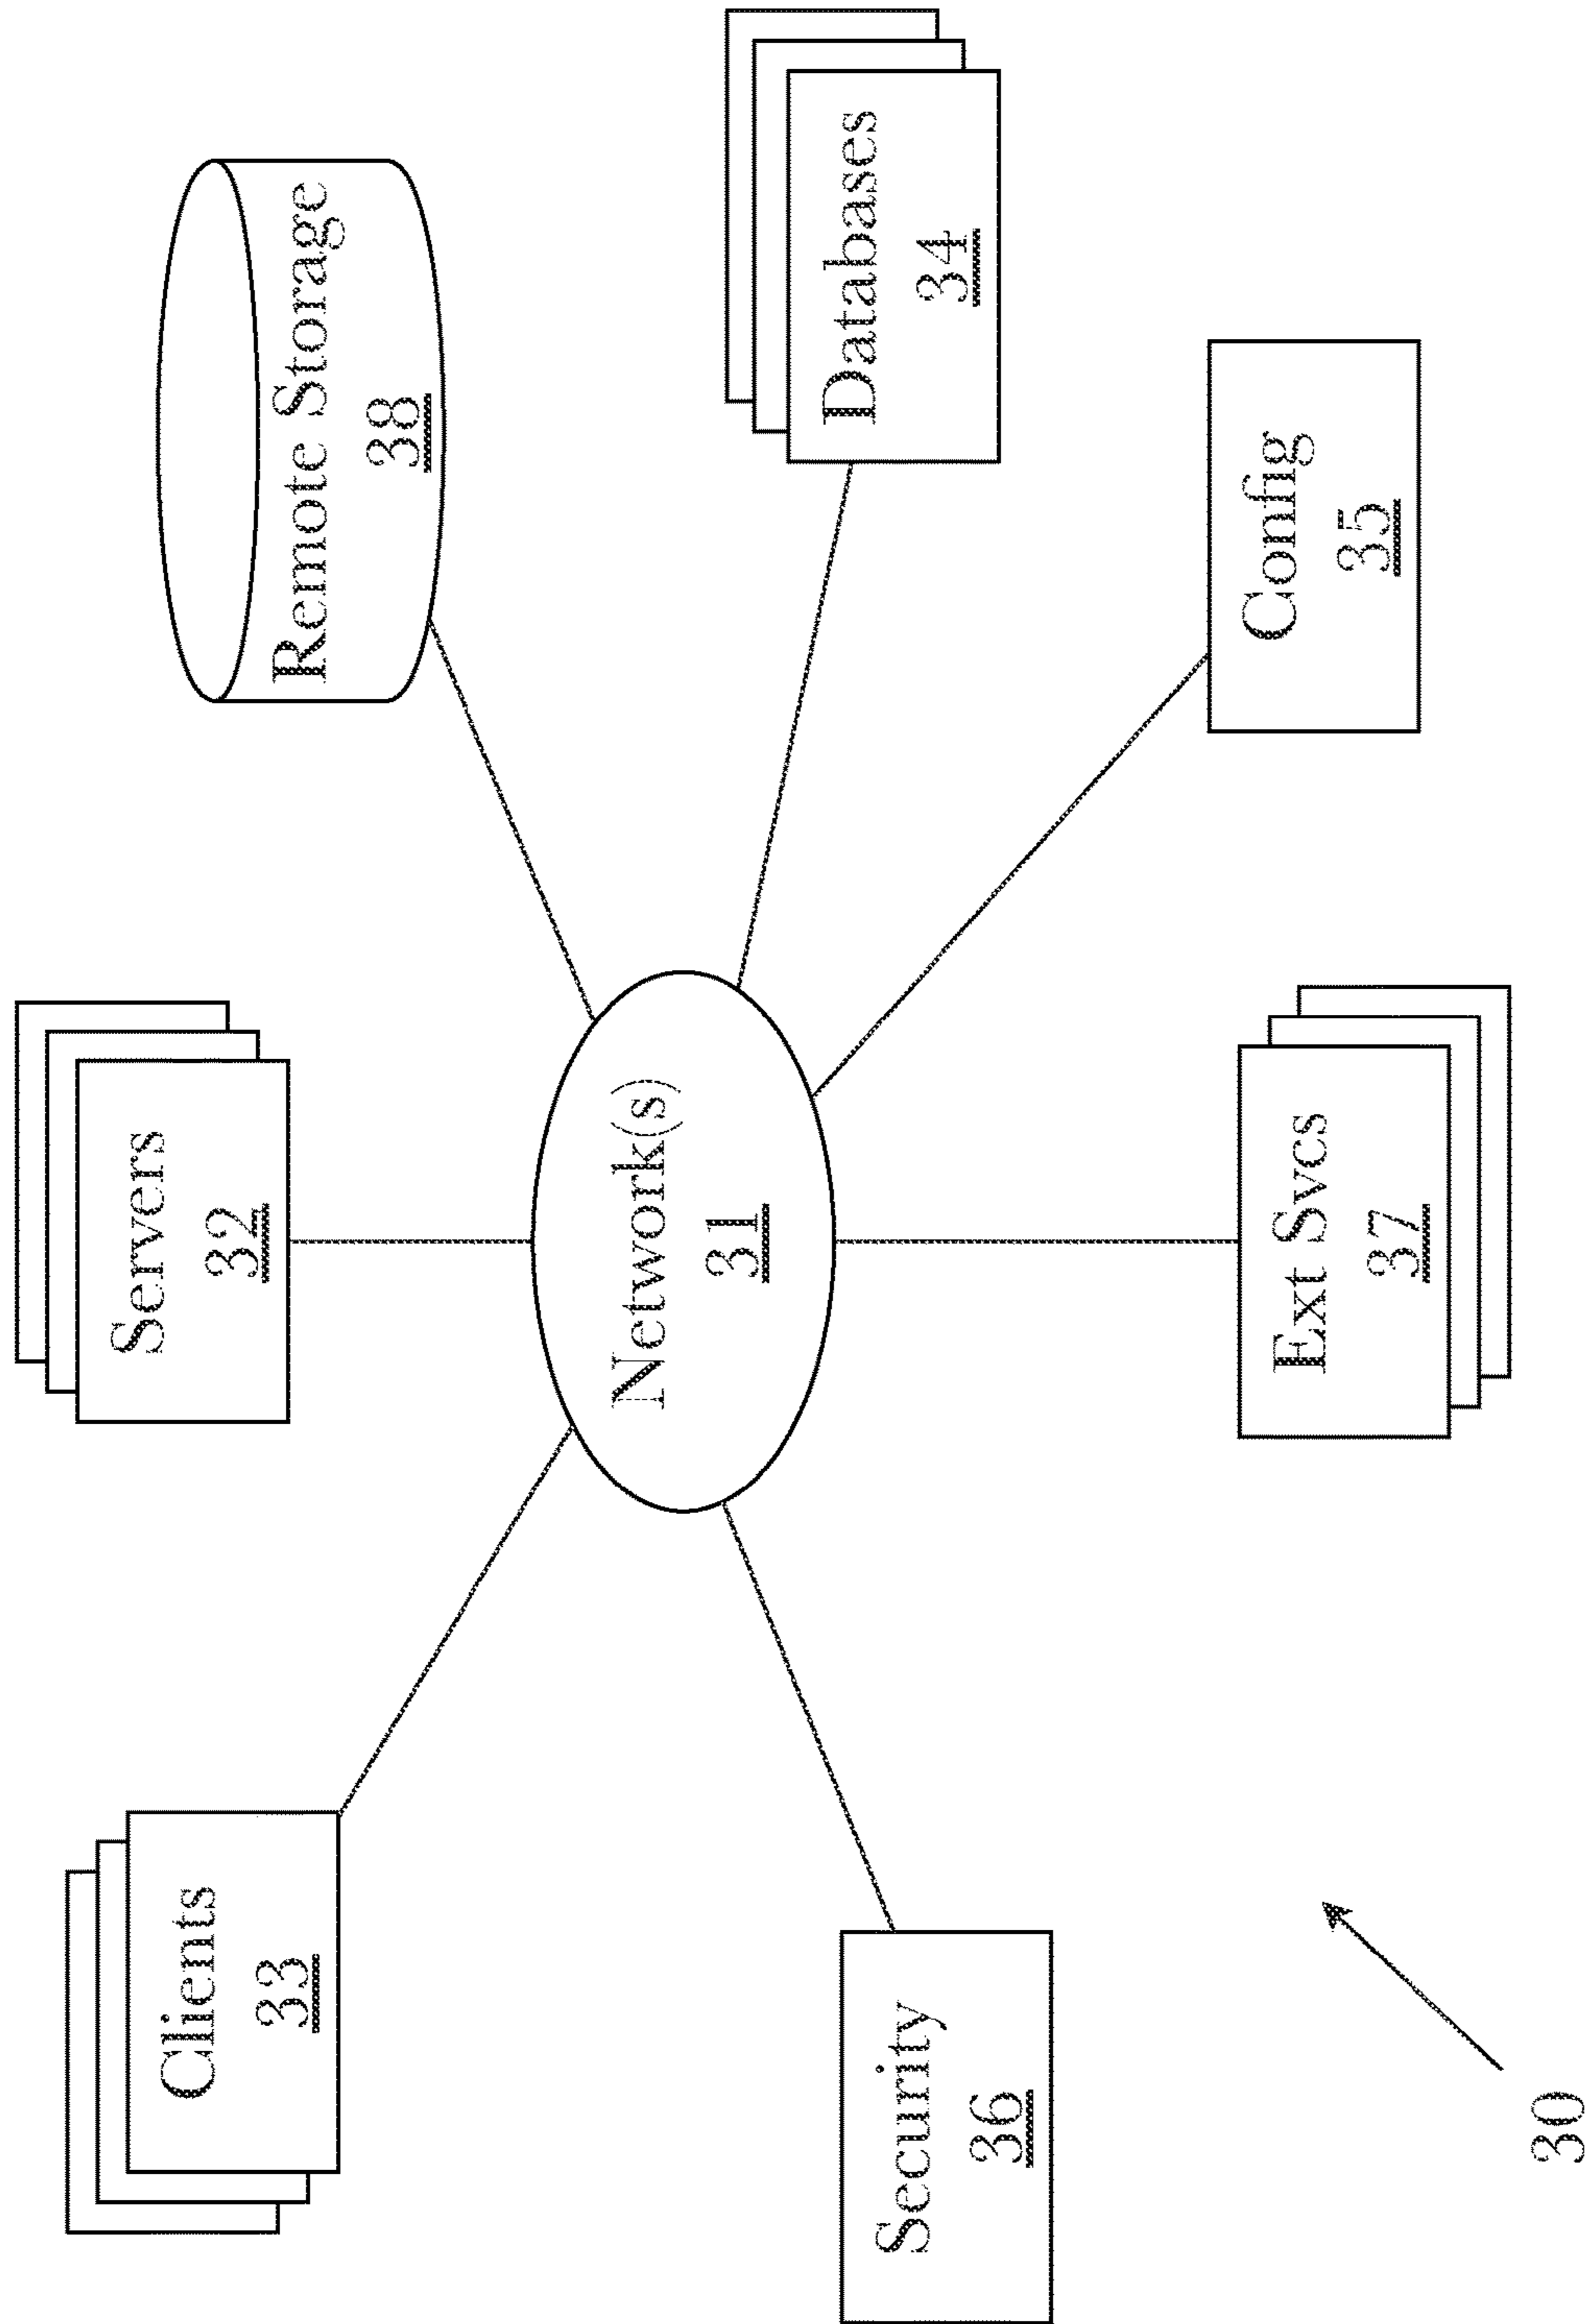 Servers
32
Clients
33
Remote Storage
38
Network(s)
31
Databases
34
Security
36
Ext Svcs
37
Config
35
30